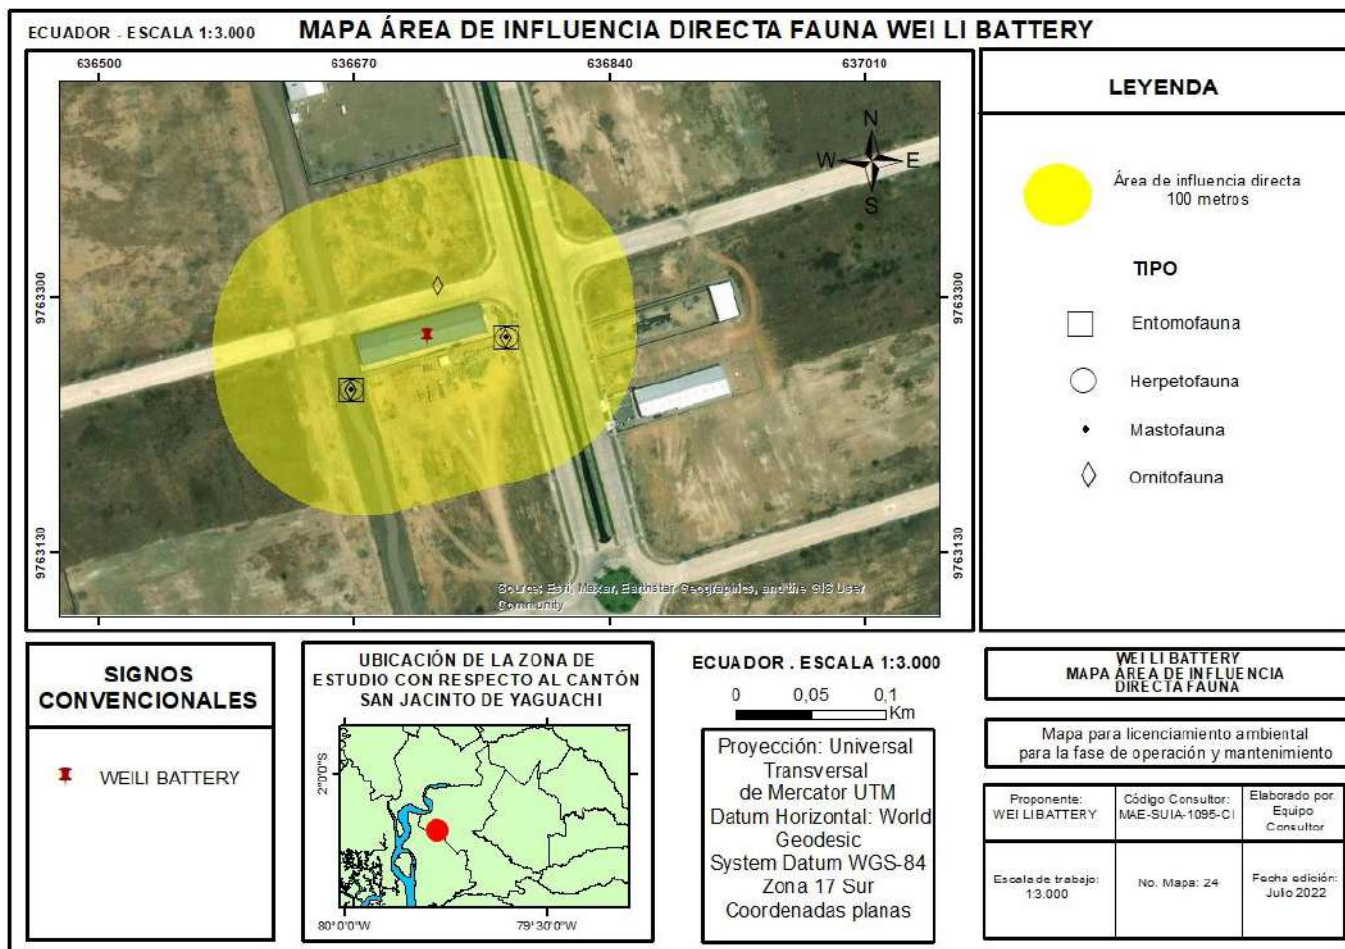 ECUADOR - ESCALA 1:3.000
MAPA ÁREA DE INFLUENCIA DIRECTA FAUNA WEI LI BATTERY
636500
636670
636840
637010
9763300
9763130
9763300
9763130
N
W
E
S
Source: Esri, Maxar, Earthstar Geographics, and the GIS User
Community
LEYENDA
Área de influencia directa
100 metros
TIPO
Entomofauna
Herpetofauna
Mastofauna
Ornitofauna
SIGNOS
CONVENCIONALES
WEILI BATTERY
UBICACIÓN DE LA ZONA DE
ESTUDIO CON RESPECTO AL CANTÓN
SAN JACINTO DE YAGUACHI
2°0'0"S
80°0'0"W
79°30'0"W
ECUADOR . ESCALA 1:3.000
0 0,05 0,1
Km
Proyección: Universal
Transversal
de Mercator UTM
Datum Horizontal: World
Geodesic
System Datum WGS-84
Zona 17 Sur
Coordenadas planas
WEI LI BATTERY
MAPA ÁREA DE INFLUENCIA
DIRECTA FAUNA
Mapa para licenciamiento ambiental
para la fase de operación y mantenimiento
Proponente:
WEI LI BATTERY
Código Consultor:
MAE-SUIA-1095-CI
Elaborado por:
Equipo
Consultor
Escala de trabajo:
1:3.000
No. Mapa: 24
Fecha edición:
Julio 2022